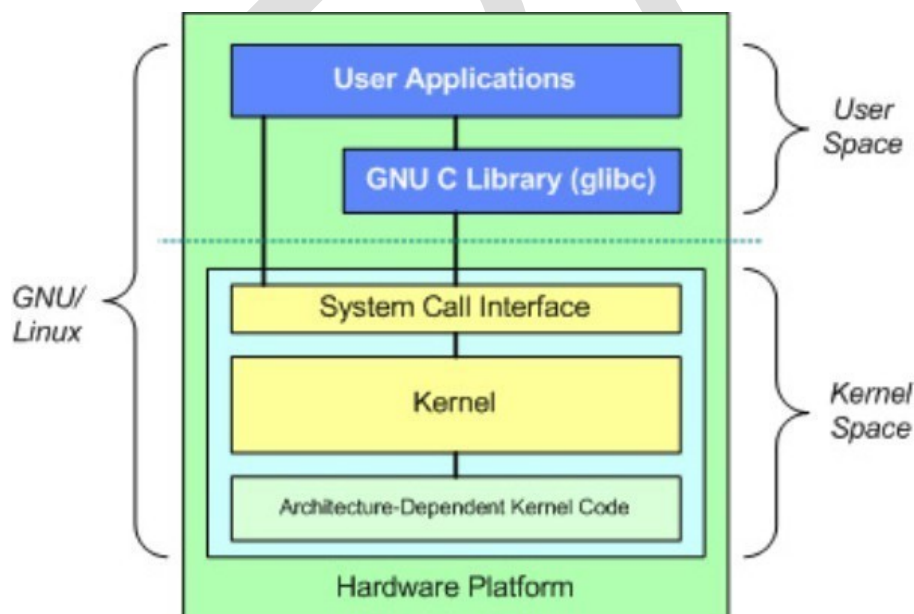 User Applications
User
Space
GNU C Library (glibc)
GNU/
Linux
System Call Interface
Kernel
Kernel
Space
Architecture-Dependent Kernel Code
Hardware Platform